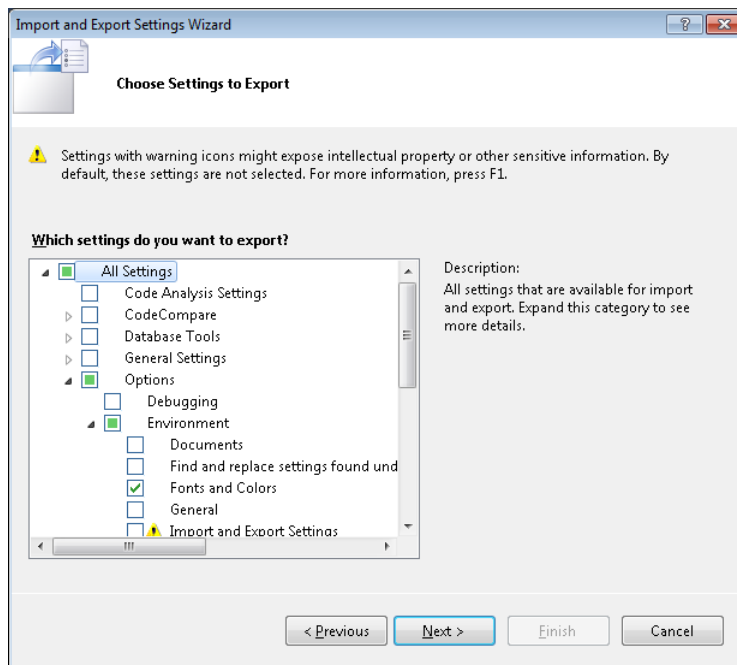 Import and Export Settings Wizard
Choose Settings to Export
Settings with warning icons might expose intellectual property or other sensitive information. By
default, these settings are not selected. For more information, press F1.
Which settings do you want to export?
All Settings
Code Analysis Settings
CodeCompare
Database Tools
General Settings
Options
Debugging
Environment
Documents
Find and replace settings found und
Fonts and Colors
General
Import and Export Settings
Description:
All settings that are available for import
and export. Expand this category to see
more details.
< Previous
Next >
Finish
Cancel